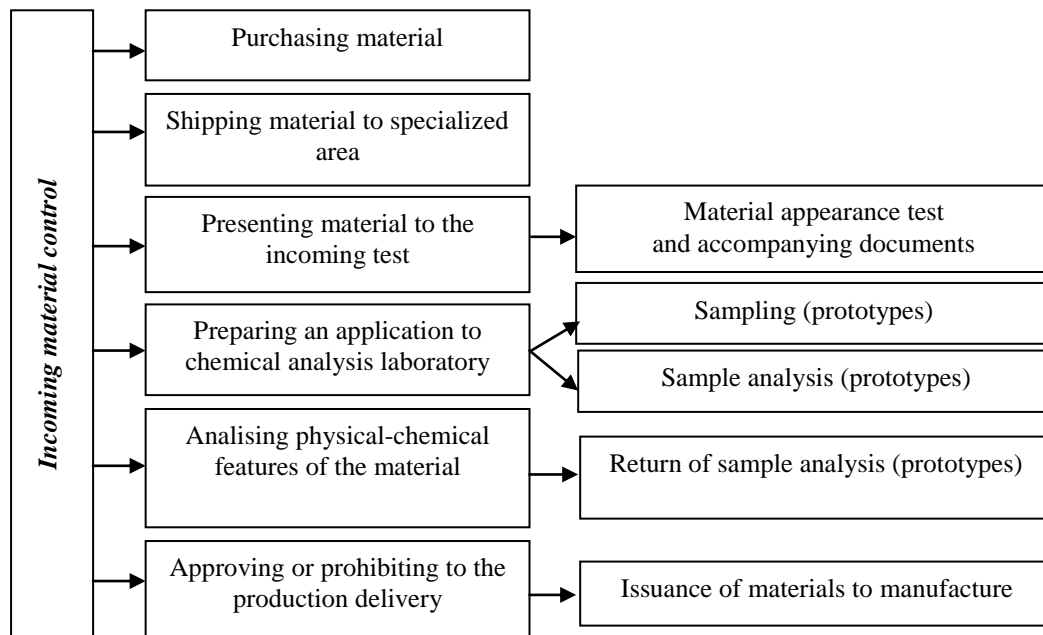 Incoming material control
Purchasing material
Shipping material to specialized
area
Presenting material to the
incoming test
Material appearance test
and accompanying documents
Preparing an application to
chemical analysis laboratory
Sampling (prototypes)
Sample analysis (prototypes)
Analising physical-chemical
features of the material
Return of sample analysis (prototypes)
Approving or prohibiting to the
production delivery
Issuance of materials to manufacture